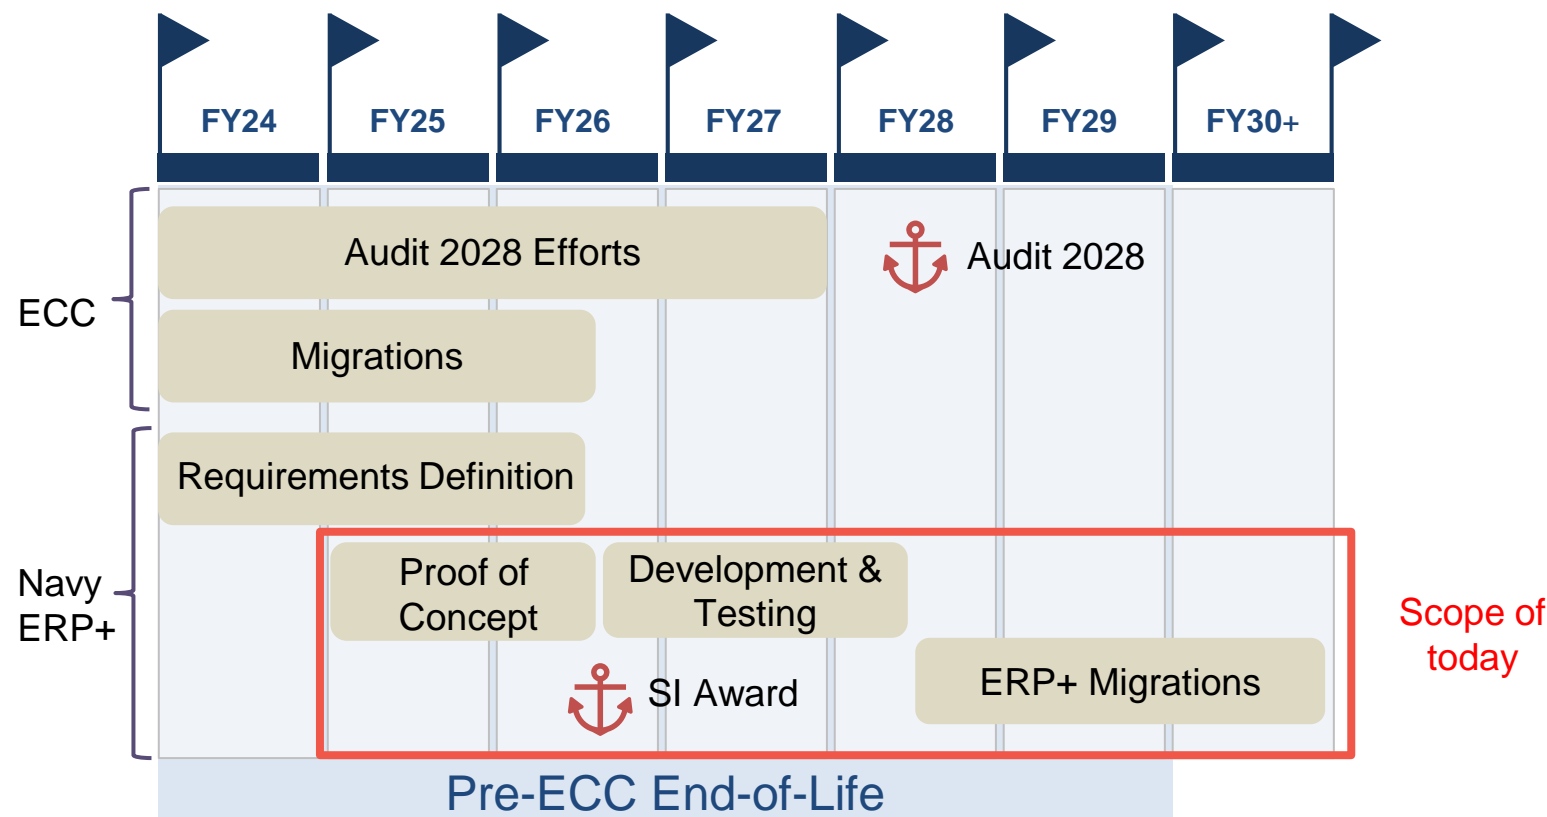 FY24
FY25
FY26
FY27
FY28
FY29
FY30+
ECC
Audit 2028 Efforts
Audit 2028
Migrations
Navy
ERP+
Requirements Definition
Proof of
Concept
Development &
Testing
SI Award
ERP+ Migrations
Scope of
today
Pre-ECC End-of-Life